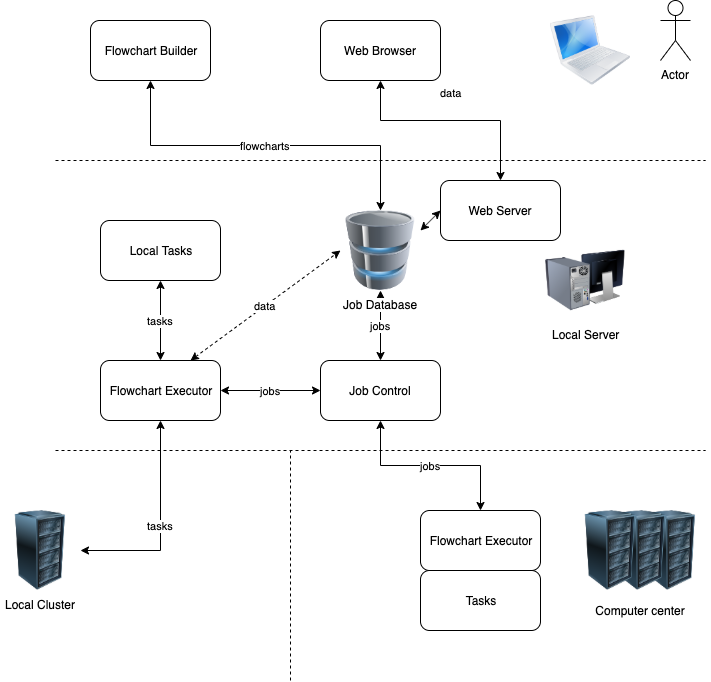 Flowchart Builder
Web Browser
Actor
data
flowcharts
Web Server
Local Tasks
data
Job Database
Local Server
tasks
jobs
Flowchart Executor
jobs
Job Control
jobs
tasks
Flowchart Executor
Local Cluster
Tasks
Computer center